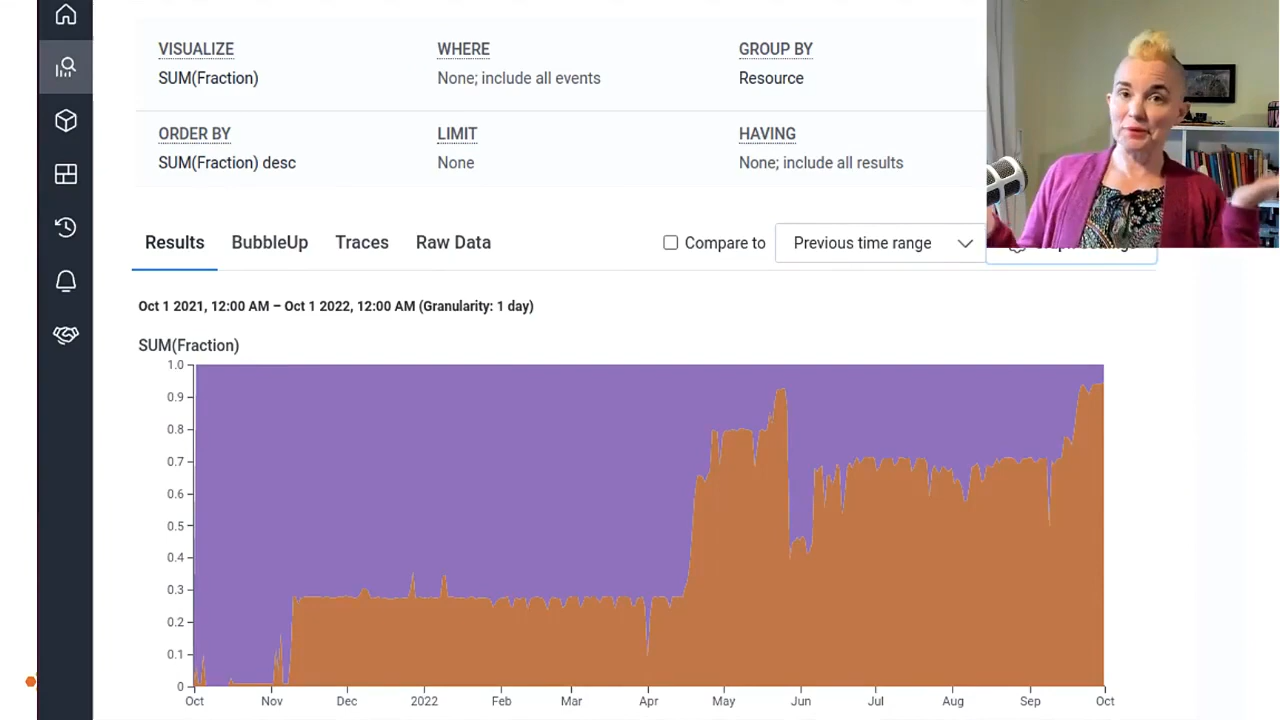 VISUALIZE WHERE GROUP BY
SUM(Fraction) None; include all events Resource
ORDER BY LIMIT HAVING
SUM(Fraction) desc None None; include all results
Results BubbleUp Traces Raw Data Compare to Previous time range
Oct 1 2021, 12:00 AM – Oct 1 2022, 12:00 AM (Granularity: 1 day)
SUM(Fraction)
1.0
0.9
0.8
0.7
0.6
0.5
0.4
0.3
0.2
0.1
0
Oct Nov Dec 2022 Feb Mar Apr May Jun Jul Aug Sep Oct